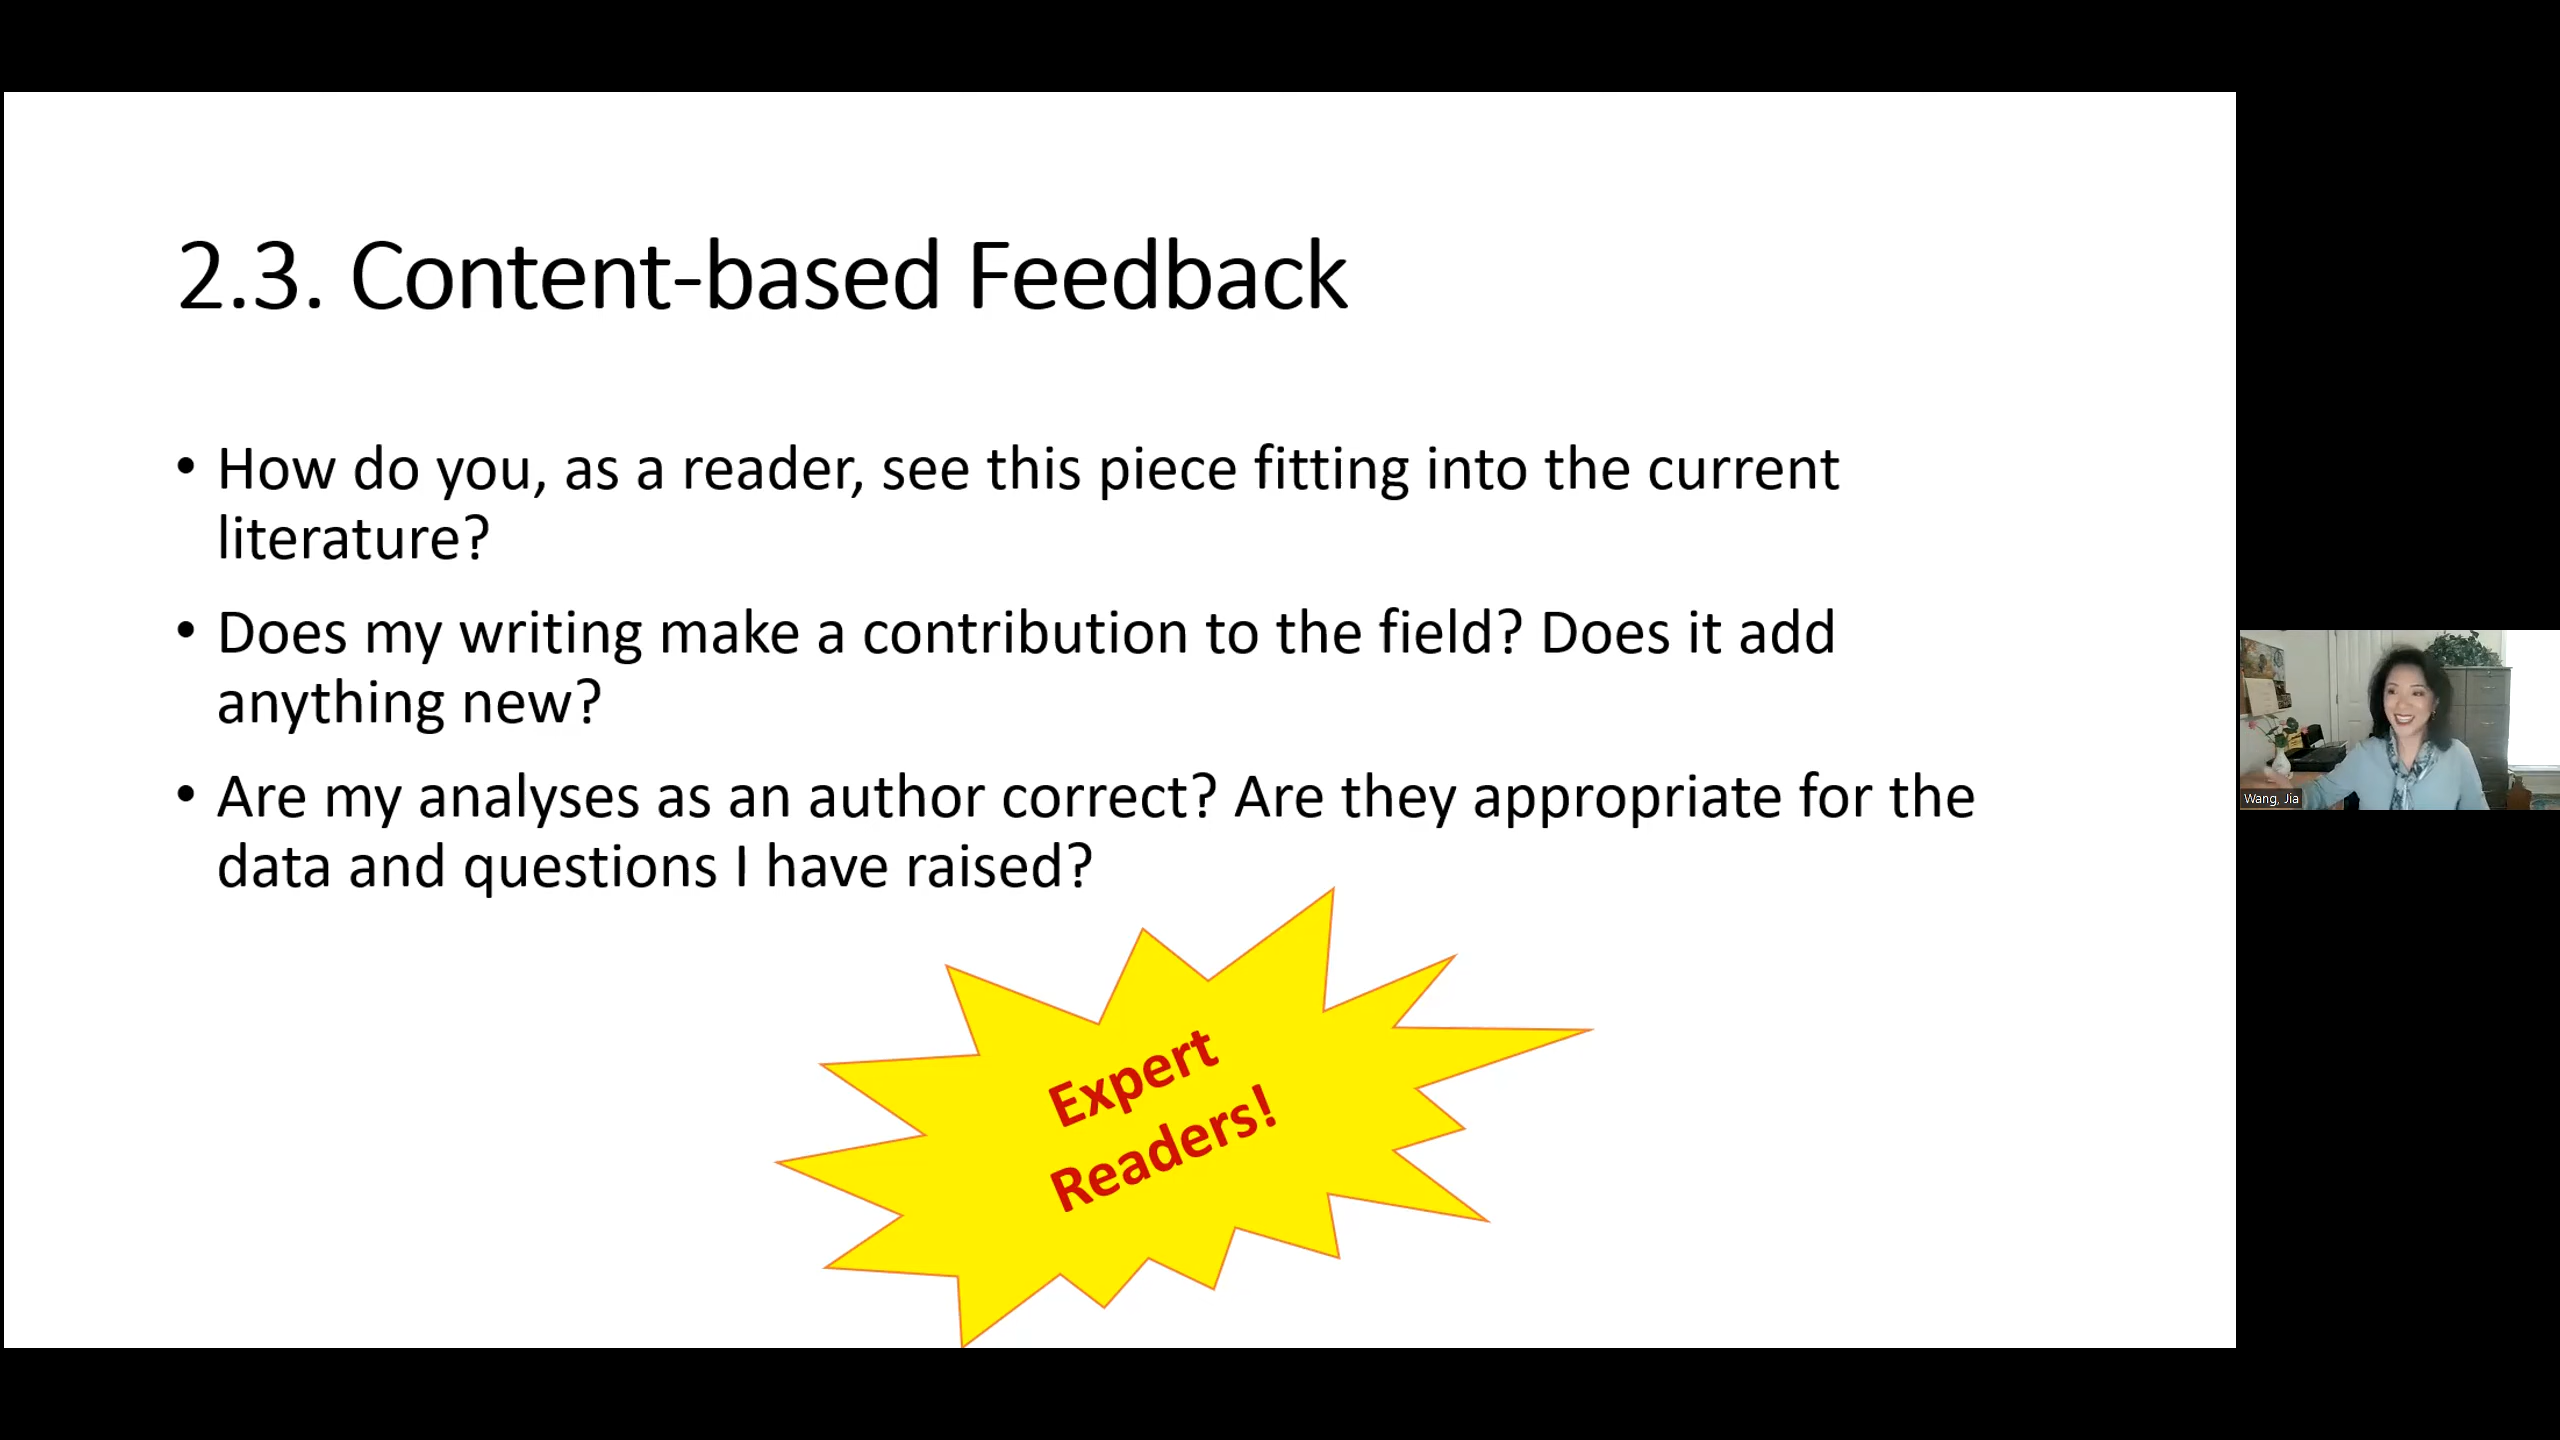 2.3. Content-based Feedback
• How do you, as a reader, see this piece fitting into the current
literature?
• Does my writing make a contribution to the field? Does it add
anything new?
• Are my analyses as an author correct? Are they appropriate for the
data and questions I have raised?
Expert
Readers!
Wang, Jia